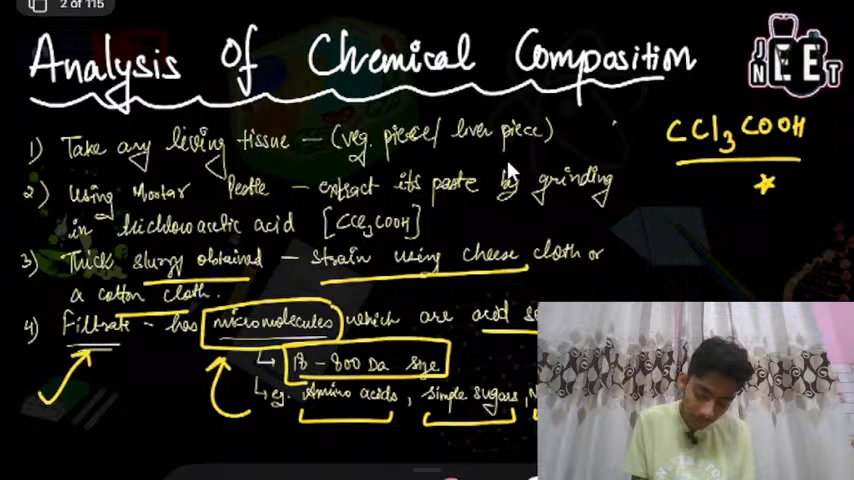 2 of 115
Analysis Of Chemical Composition
JNEET
1) Take any living tissue – (veg. piece/ liver piece)
CCl3COOH
2) Using Mortar Pestle – extract its paste by grinding
in trichloroacetic acid [CCl3COOH]
3) Thick slurry obtained – strain using cheese cloth or
a cotton cloth.
4) Filtrate – has micromolecules which are acid
18 – 800 Da size
eg. Amino acids, simple sugars,